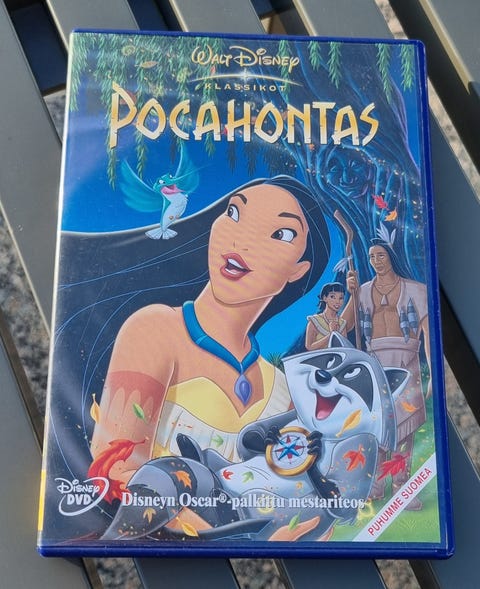 Walt Disney
KLASSIKOT
POCAHONTAS
Disney
DVD
Disneyn Oscar®-palkittu mestariteos
PUHUMME SUOMEA